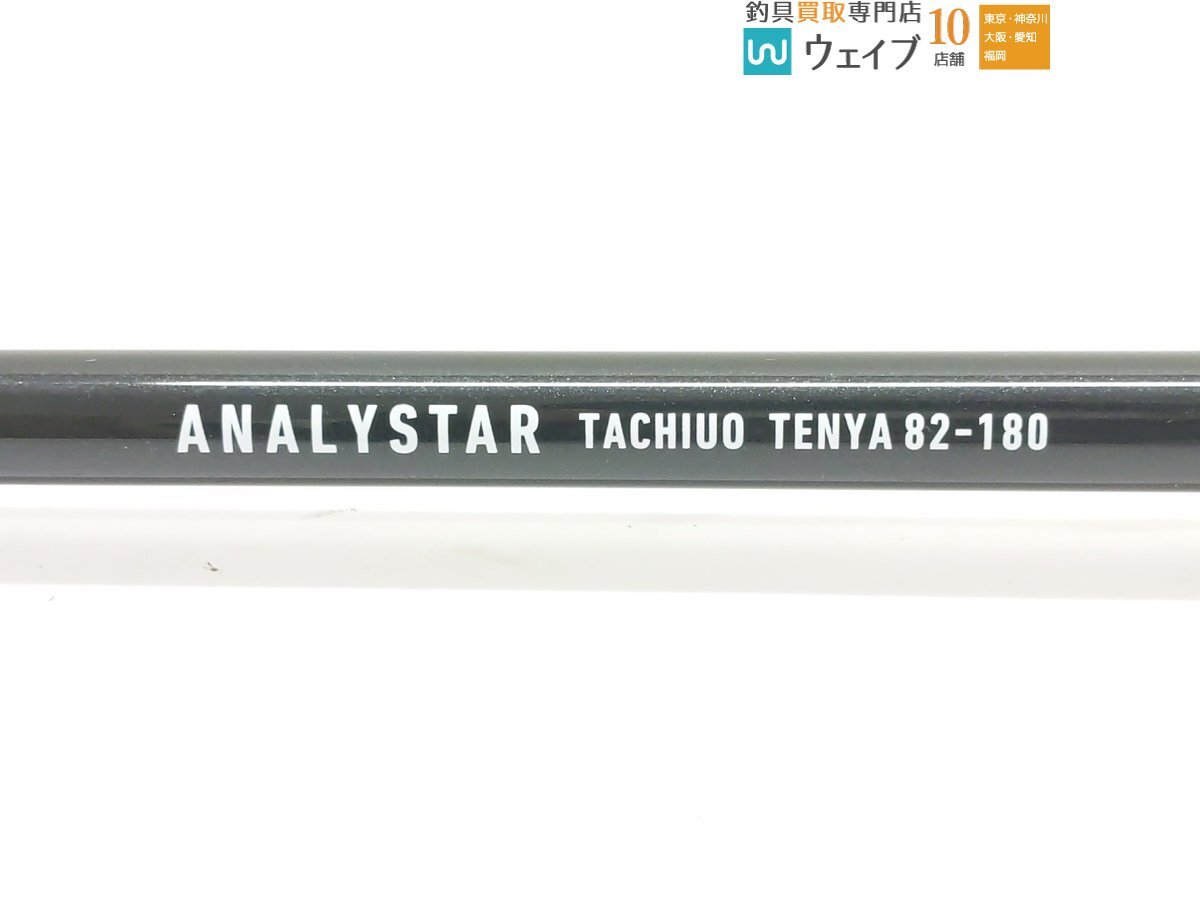 釣具買取専門店
ウェイブ
10
店舗
東京・神奈川
大阪・愛知
福岡
ANALYSTAR TACHIUO TENYA 82-180